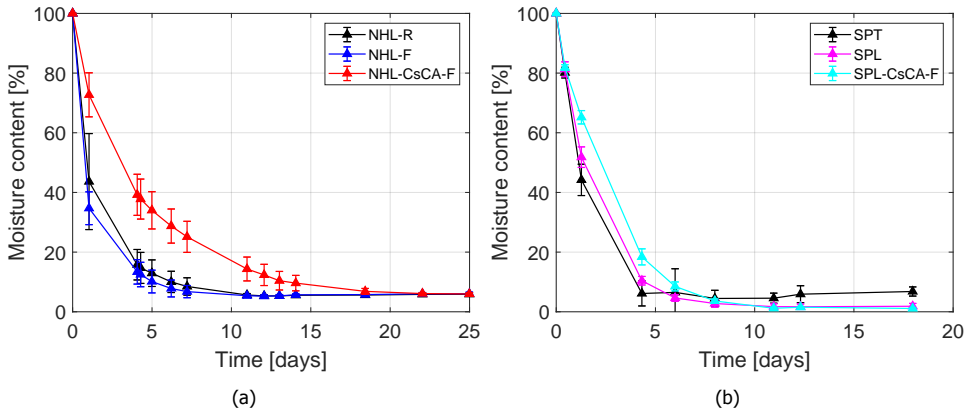 100
80
60
40
20
0
Moisture content [%]
0 5 10 15 20 25
Time [days]
NHL-R
NHL-F
NHL-CsCA-F
(a)
100
80
60
40
20
0
Moisture content [%]
0 5 10 15 20
Time [days]
SPT
SPL
SPL-CsCA-F
(b)